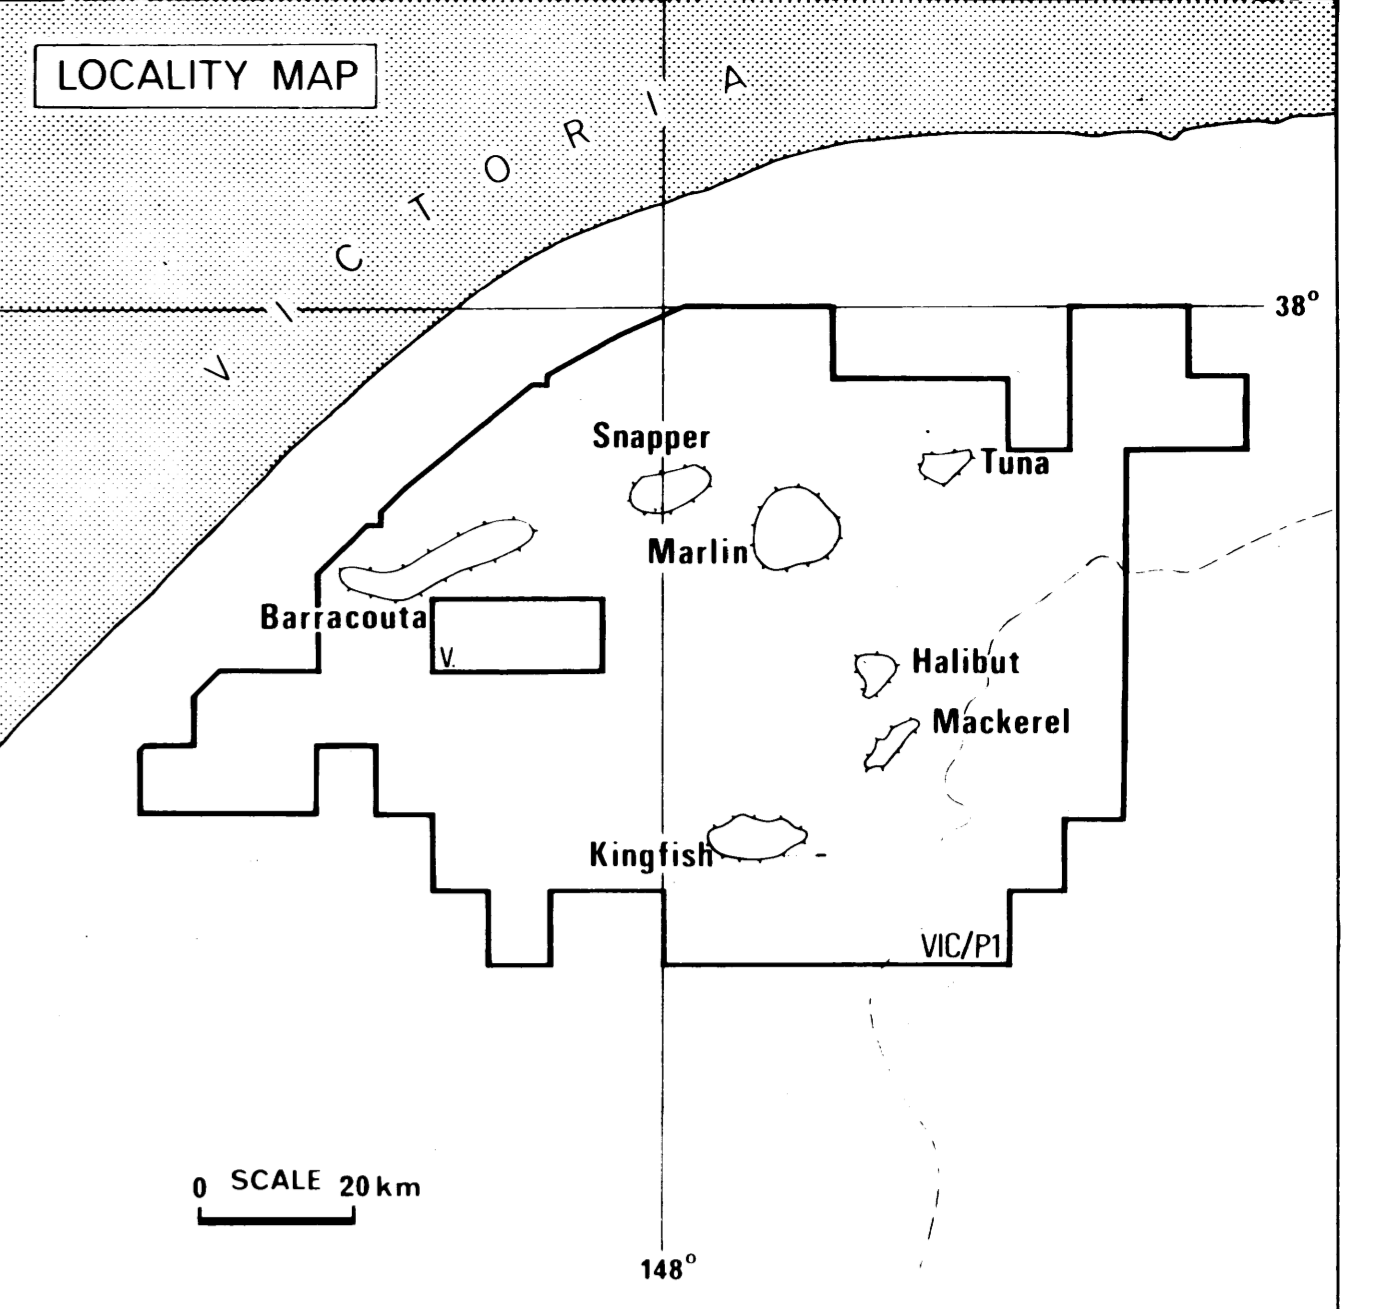 LOCALITY MAP
VICTORIA
38°
Snapper
Tuna
Marlin
Barracouta
V.
Halibut
Mackerel
Kingfish
VIC/P1
0 SCALE 20 km
148°